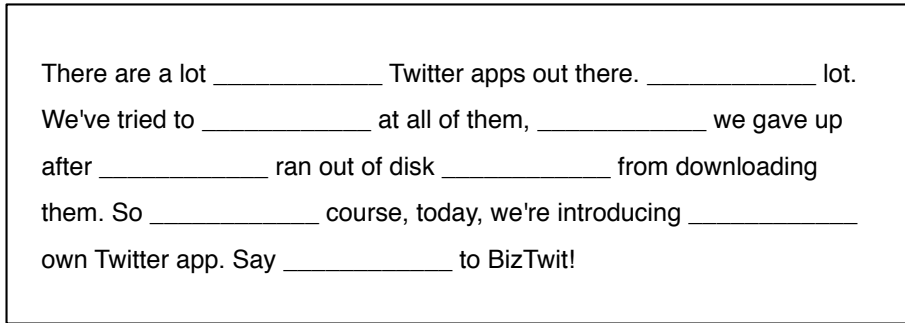 There are a lot ____________ Twitter apps out there. ____________ lot.
We've tried to ____________ at all of them, ____________ we gave up
after ____________ ran out of disk ____________ from downloading
them. So ____________ course, today, we're introducing ____________
own Twitter app. Say ____________ to BizTwit!